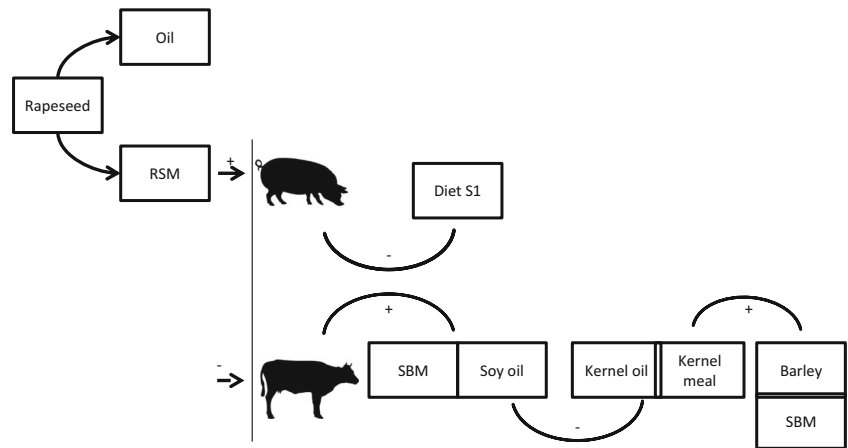 Oil
Rapeseed
RSM
+
Diet S1
-
+
-
SBM
Soy oil
Kernel oil
Kernel
meal
+
Barley
SBM
-